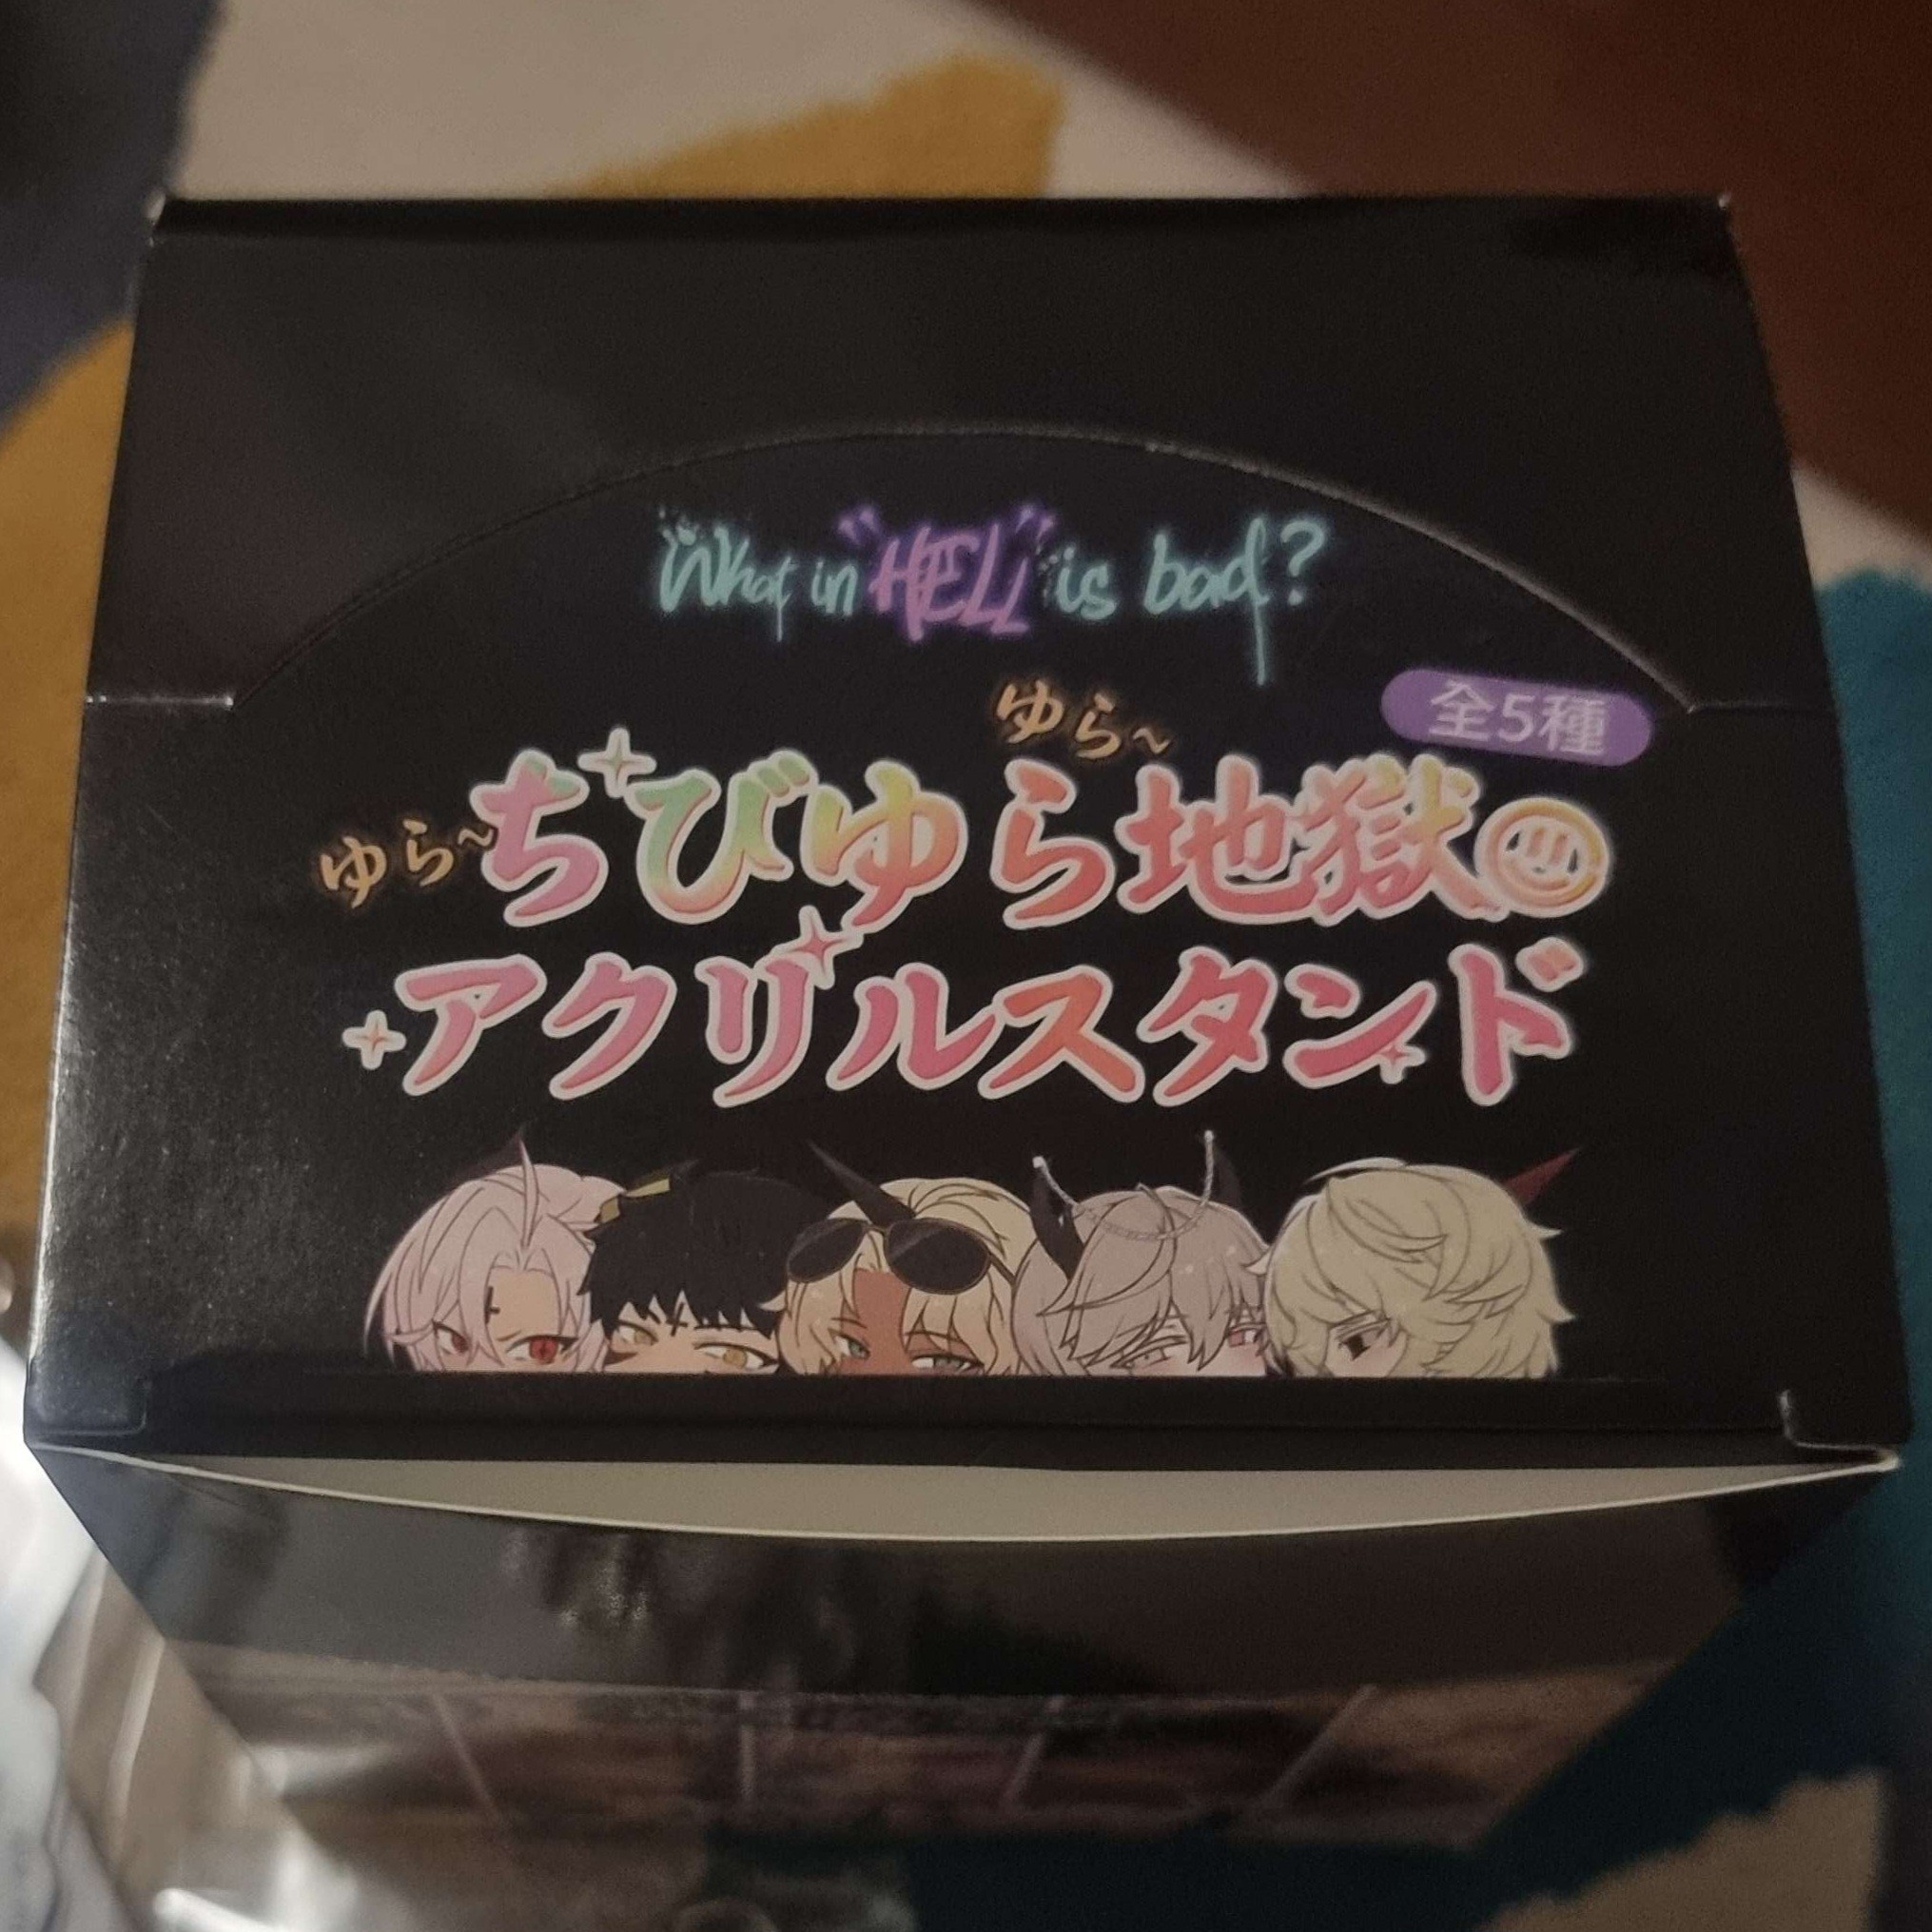 What in "HELL" is bad?
全5種
ゆら~
ゆら~
ちびゆら地獄の
アクリルスタンド